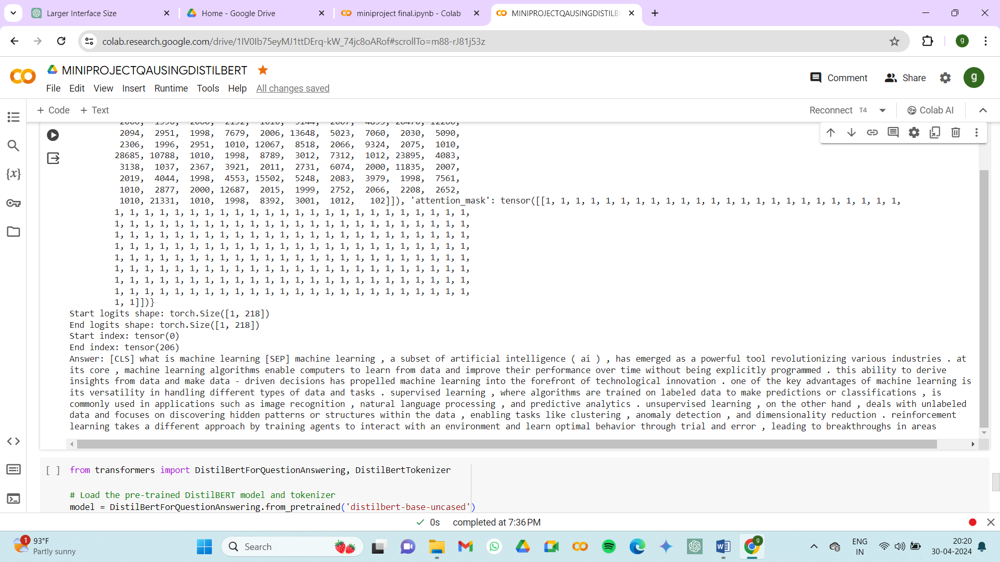 Larger Interface Size
Home - Google Drive
miniproject final.ipynb - Colab
MINIPROJECTQAUSINGDISTILB
colab.research.google.com/drive/1IV0Ib75eyMJ1ttDErq-kW_74jc8oARof#scrollTo=m88-rJ81j53z
g
MINIPROJECTQAUSINGDISTILBERT
File Edit View Insert Runtime Tools Help All changes saved
Comment Share g
+ Code + Text
Reconnect T4 Colab AI
2094, 2951, 1998, 7679, 2006, 13648, 5023, 7060, 2030, 5090,
2306, 1996, 2951, 1010, 12067, 8518, 2066, 9324, 2075, 1010,
28685, 10788, 1010, 1998, 8789, 3012, 7312, 1012, 23895, 4083,
3138, 1037, 2367, 3921, 2011, 2731, 6074, 2000, 11835, 2007,
2019, 4044, 1998, 4553, 15502, 5248, 2083, 3979, 1998, 7561,
1010, 2877, 2000, 12687, 2015, 1999, 2752, 2066, 2208, 2652,
1010, 21331, 1010, 1998, 8392, 3001, 1012, 102]]), 'attention_mask': tensor([[1, 1, 1, 1, 1, 1, 1, 1, 1, 1, 1, 1, 1, 1, 1, 1, 1, 1, 1, 1, 1, 1, 1, 1,
1, 1, 1, 1, 1, 1, 1, 1, 1, 1, 1, 1, 1, 1, 1, 1, 1, 1, 1, 1, 1, 1, 1, 1,
1, 1, 1, 1, 1, 1, 1, 1, 1, 1, 1, 1, 1, 1, 1, 1, 1, 1, 1, 1, 1, 1, 1, 1,
1, 1, 1, 1, 1, 1, 1, 1, 1, 1, 1, 1, 1, 1, 1, 1, 1, 1, 1, 1, 1, 1, 1, 1,
1, 1, 1, 1, 1, 1, 1, 1, 1, 1, 1, 1, 1, 1, 1, 1, 1, 1, 1, 1, 1, 1, 1, 1,
1, 1, 1, 1, 1, 1, 1, 1, 1, 1, 1, 1, 1, 1, 1, 1, 1, 1, 1, 1, 1, 1, 1, 1,
1, 1, 1, 1, 1, 1, 1, 1, 1, 1, 1, 1, 1, 1, 1, 1, 1, 1, 1, 1, 1, 1, 1, 1,
1, 1, 1, 1, 1, 1, 1, 1, 1, 1, 1, 1, 1, 1, 1, 1, 1, 1, 1, 1, 1, 1, 1, 1,
1, 1, 1, 1, 1, 1, 1, 1, 1, 1, 1, 1, 1, 1, 1, 1, 1, 1, 1, 1, 1, 1, 1, 1,
1, 1]])}
Start logits shape: torch.Size([1, 218])
End logits shape: torch.Size([1, 218])
Start index: tensor(0)
End index: tensor(206)
Answer: [CLS] what is machine learning [SEP] machine learning , a subset of artificial intelligence ( ai ) , has emerged as a powerful tool revolutionizing various industries . at
its core , machine learning algorithms enable computers to learn from data and improve their performance over time without being explicitly programmed . this ability to derive
insights from data and make data - driven decisions has propelled machine learning into the forefront of technological innovation . one of the key advantages of machine learning is
its versatility in handling different types of data and tasks . supervised learning , where algorithms are trained on labeled data to make predictions or classifications , is
commonly used in applications such as image recognition , natural language processing , and predictive analytics . unsupervised learning , on the other hand , deals with unlabeled
data and focuses on discovering hidden patterns or structures within the data , enabling tasks like clustering , anomaly detection , and dimensionality reduction . reinforcement
learning takes a different approach by training agents to interact with an environment and learn optimal behavior through trial and error , leading to breakthroughs in areas
[ ] from transformers import DistilBertForQuestionAnswering, DistilBertTokenizer
# Load the pre-trained DistilBERT model and tokenizer
model = DistilBertForQuestionAnswering.from_pretrained('distilbert-base-uncased')
0s completed at 7:36 PM
1
93°F
Partly sunny
Search
ENG
IN
20:20
30-04-2024